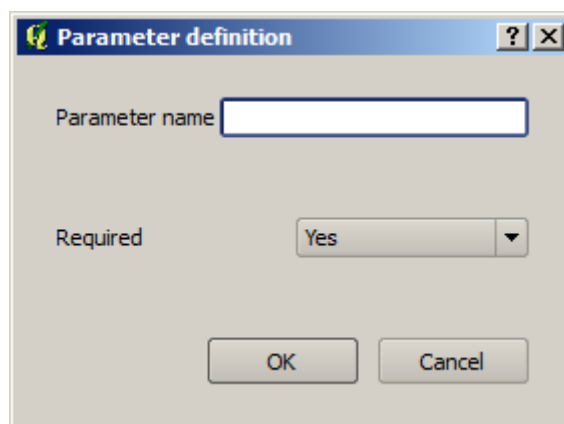 Parameter definition
Parameter name
Required Yes
OK Cancel